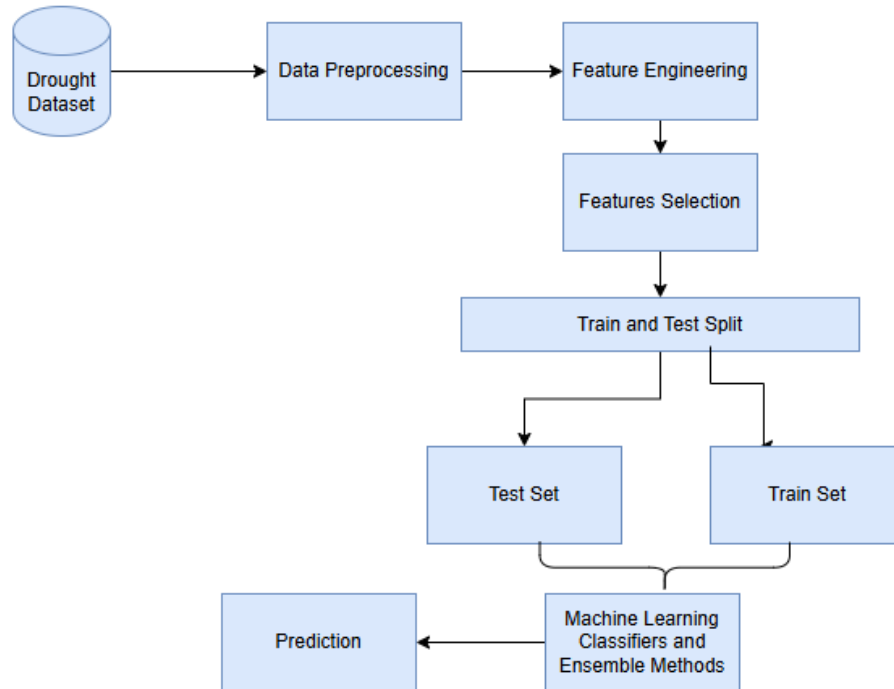 Drought
Dataset
Data Preprocessing
Feature Engineering
Features Selection
Train and Test Split
Test Set
Train Set
Machine Learning
Classifiers and
Ensemble Methods
Prediction